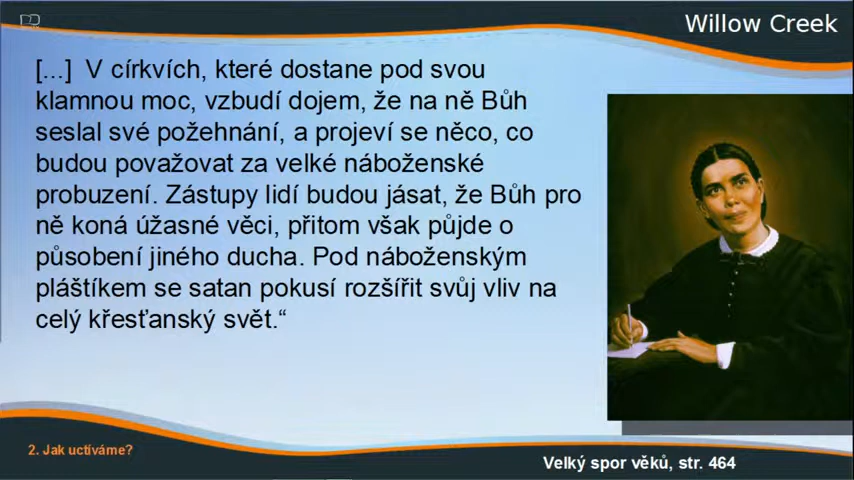 Willow Creek
[...] V církvích, které dostane pod svou
klamnou moc, vzbudí dojem, že na ně Bůh
seslal své požehnání, a projeví se něco, co
budou považovat za velké náboženské
probuzení. Zástupy lidí budou jásat, že Bůh pro
ně koná úžasné věci, přitom však půjde o
působení jiného ducha. Pod náboženským
pláštíkem se satan pokusí rozšířit svůj vliv na
celý křesťanský svět.“
2. Jak uctíváme?
Velký spor věků, str. 464